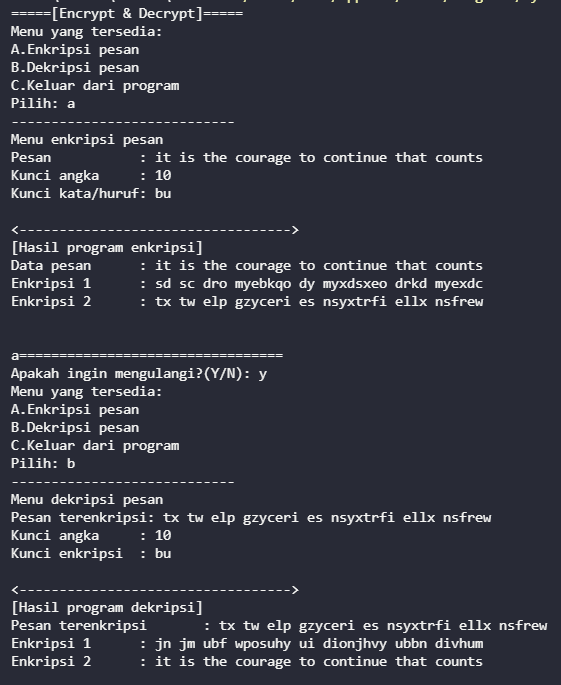 =====[Encrypt & Decrypt]=====
Menu yang tersedia:
A.Enkripsi pesan
B.Dekripsi pesan
C.Keluar dari program
Pilih: a
----------------------------
Menu enkripsi pesan
Pesan           : it is the courage to continue that counts
Kunci angka     : 10
Kunci kata/huruf: bu
<---------------------------------->
[Hasil program enkripsi]
Data pesan      : it is the courage to continue that counts
Enkripsi 1      : sd sc dro myebkqo dy myxdsxeo drkd myexdc
Enkripsi 2      : tx tw elp gzyceri es nsyxtrfi ellx nsfrew
a=================================
Apakah ingin mengulangi?(Y/N): y
Menu yang tersedia:
A.Enkripsi pesan
B.Dekripsi pesan
C.Keluar dari program
Pilih: b
----------------------------
Menu dekripsi pesan
Pesan terenkripsi: tx tw elp gzyceri es nsyxtrfi ellx nsfrew
Kunci angka     : 10
Kunci enkripsi  : bu
<---------------------------------->
[Hasil program dekripsi]
Pesan terenkripsi       : tx tw elp gzyceri es nsyxtrfi ellx nsfrew
Enkripsi 1      : jn jm ubf wposuhy ui dionjhvy ubbn divhum
Enkripsi 2      : it is the courage to continue that counts